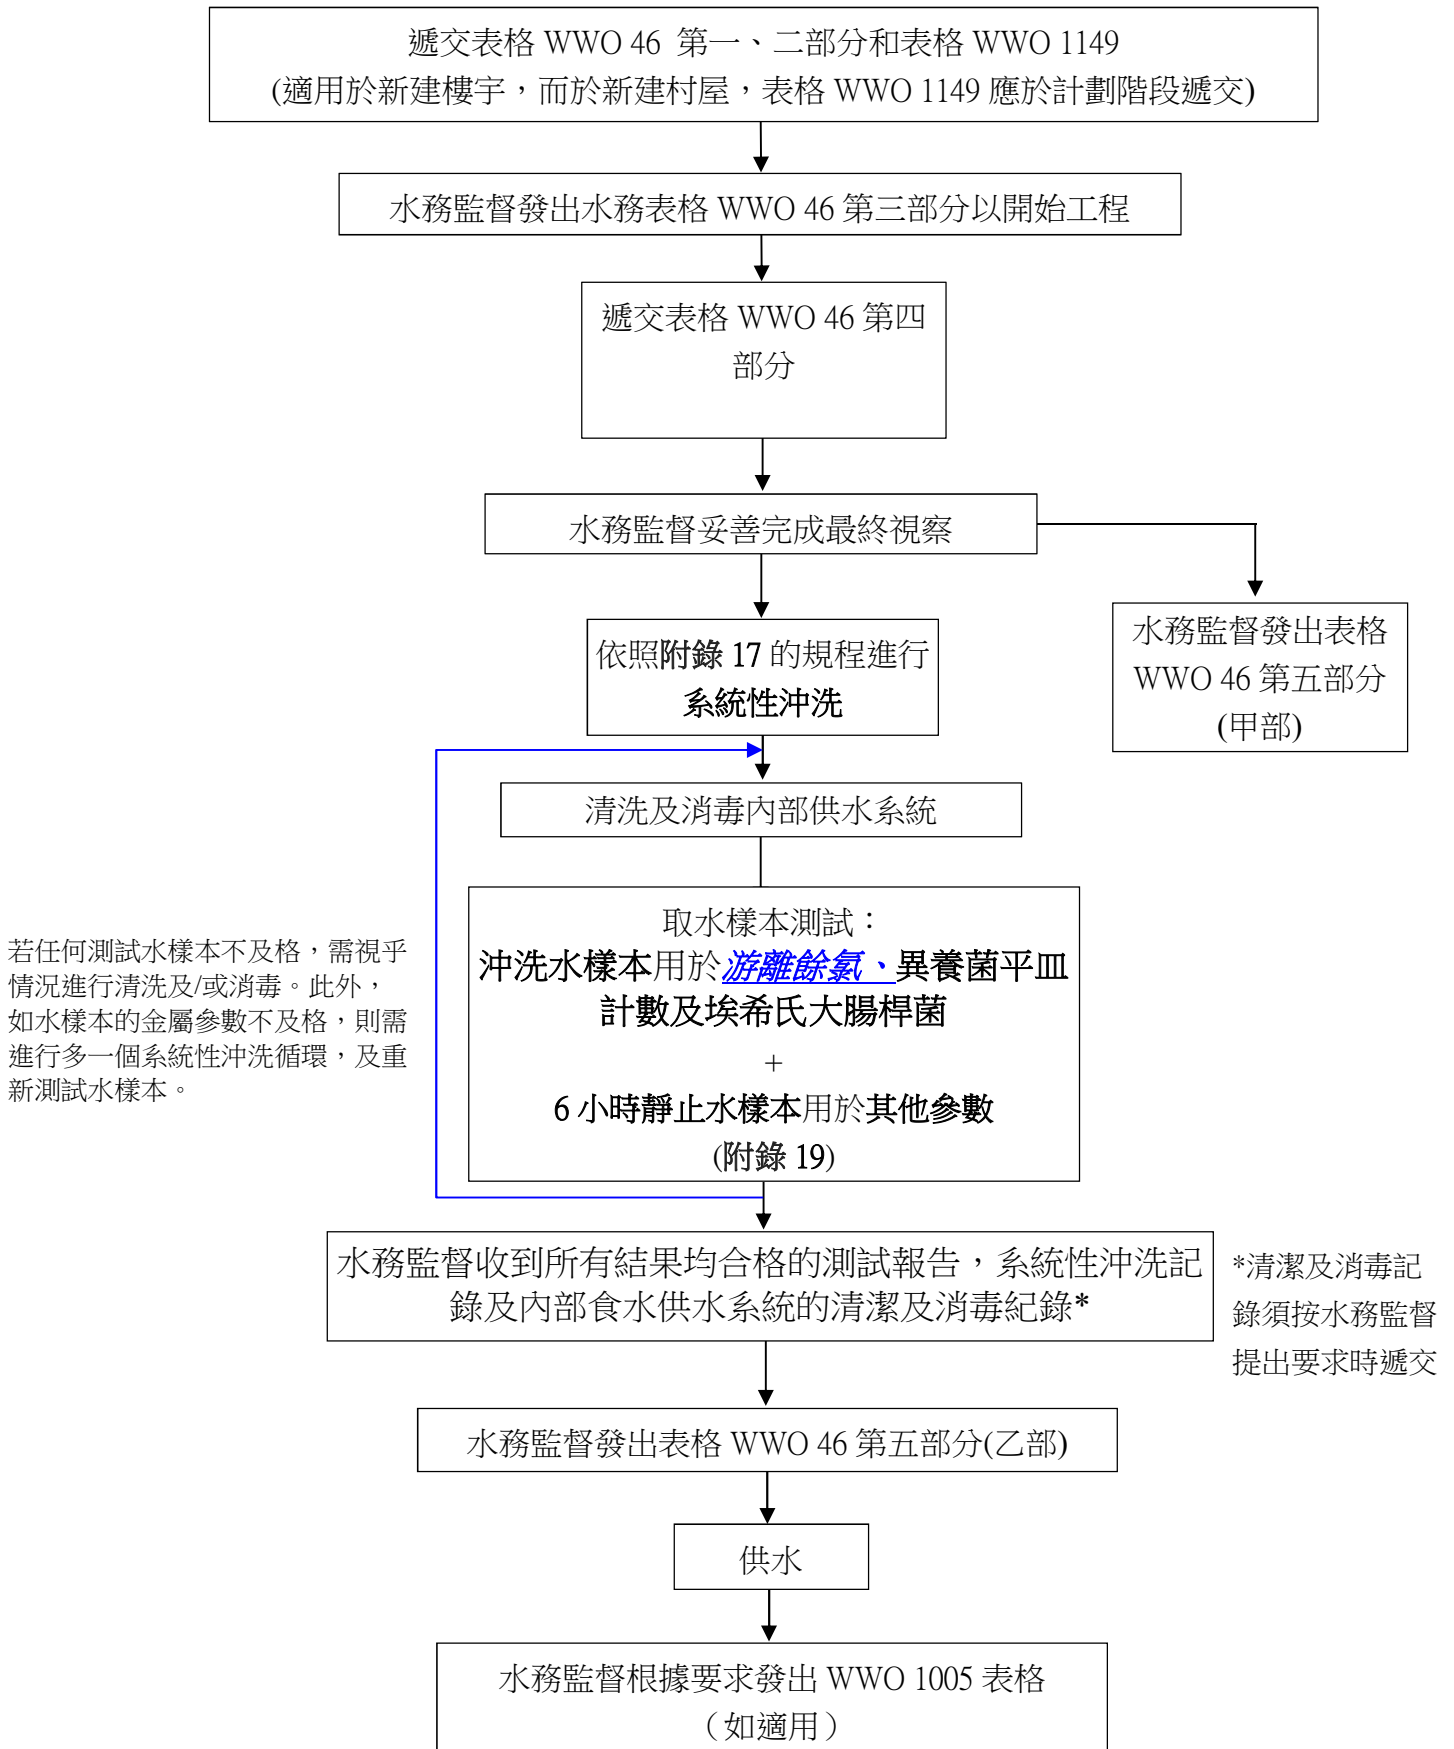 遞交表格 WWO 46 第一、二部分和表格 WWO 1149
(適用於新建樓宇，而於新建村屋，表格 WWO 1149 應於計劃階段遞交)
水務監督發出水務表格 WWO 46 第三部分以開始工程
遞交表格 WWO 46 第四
部分
水務監督妥善完成最終視察
水務監督發出表格
WWO 46 第五部分
(甲部)
依照附錄 17 的規程進行
系統性沖洗
清洗及消毒內部供水系統
取水樣本測試：
沖洗水樣本用於游離餘氯、異養菌平皿
計數及埃希氏大腸桿菌
+
6 小時靜止水樣本用於其他參數
(附錄 19)
若任何測試水樣本不及格，需視乎
情況進行清洗及/或消毒。此外，
如水樣本的金屬參數不及格，則需
進行多一個系統性沖洗循環，及重
新測試水樣本。
水務監督收到所有結果均合格的測試報告，系統性沖洗記
錄及內部食水供水系統的清潔及消毒紀錄*
*清潔及消毒記
錄須按水務監督
提出要求時遞交
水務監督發出表格 WWO 46 第五部分(乙部)
供水
水務監督根據要求發出 WWO 1005 表格
（如適用）